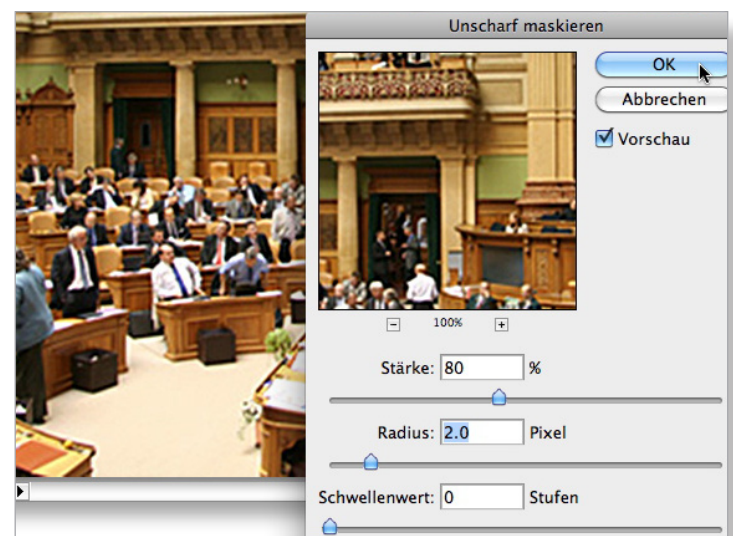 Unscharf maskieren
OK
Abbrechen
Vorschau
100%
Stärke: 80 %
Radius: 2.0 Pixel
Schwellenwert: 0 Stufen